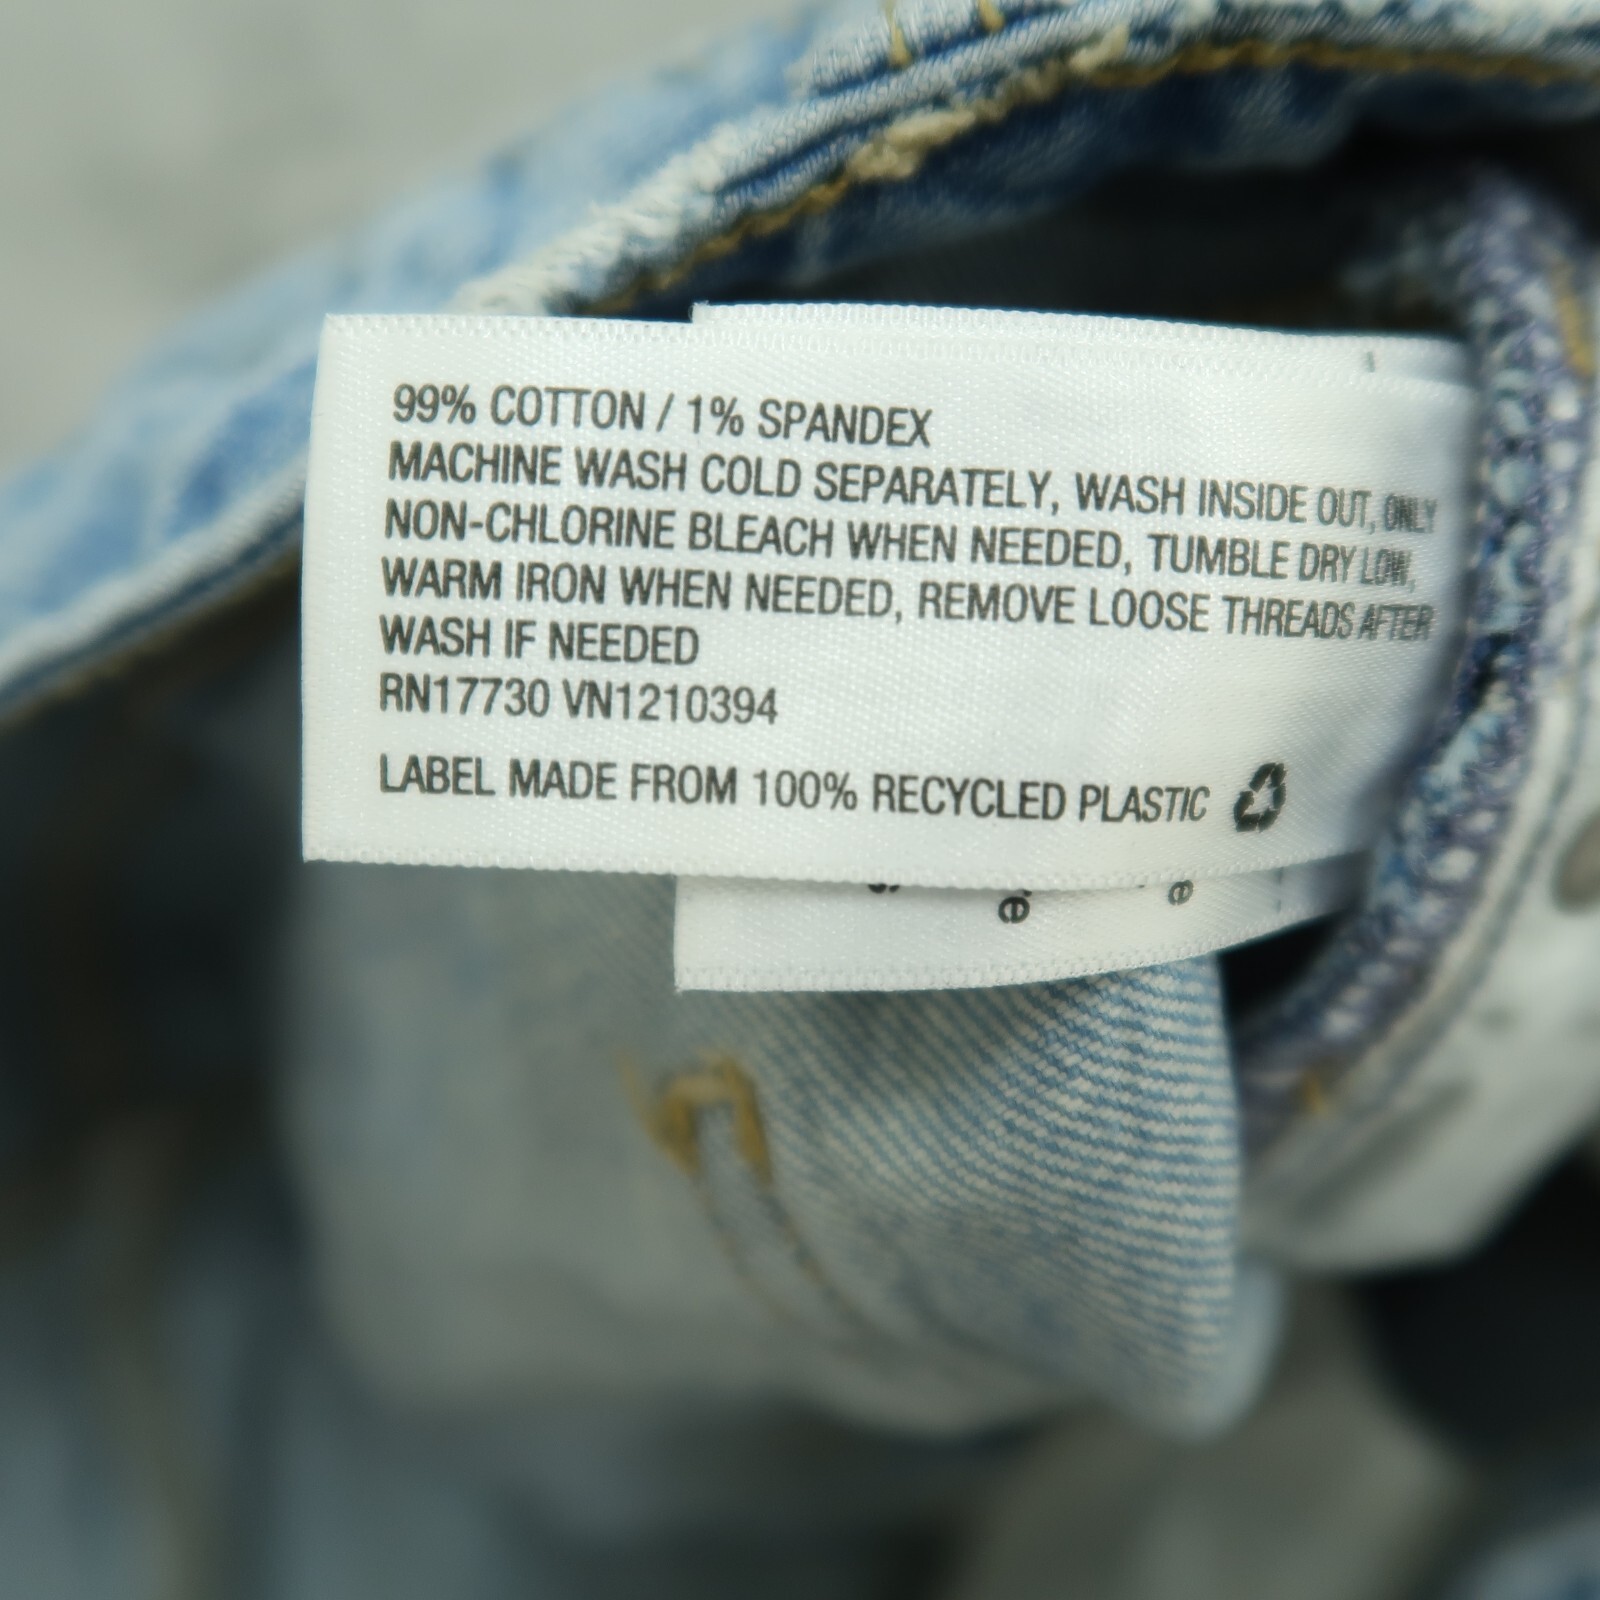 99% COTTON / 1% SPANDEX
MACHINE WASH COLD SEPARATELY, WASH INSIDE OUT, ONLY
NON-CHLORINE BLEACH WHEN NEEDED, TUMBLE DRY LOW,
WARM IRON WHEN NEEDED, REMOVE LOOSE THREADS AFTER
WASH IF NEEDED
RN17730 VN1210394
LABEL MADE FROM 100% RECYCLED PLASTIC